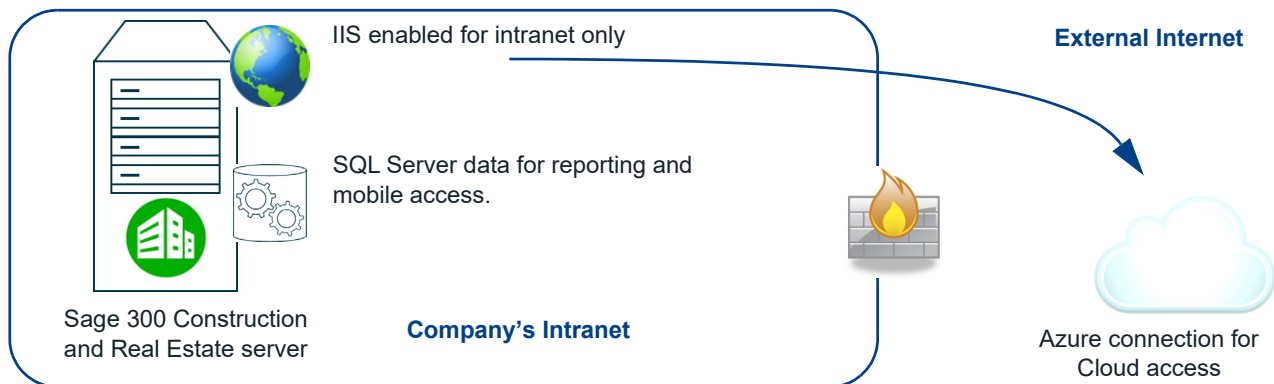 IIS enabled for intranet only
External Internet
SQL Server data for reporting and
mobile access.
Sage 300 Construction
and Real Estate server
Company’s Intranet
Azure connection for
Cloud access